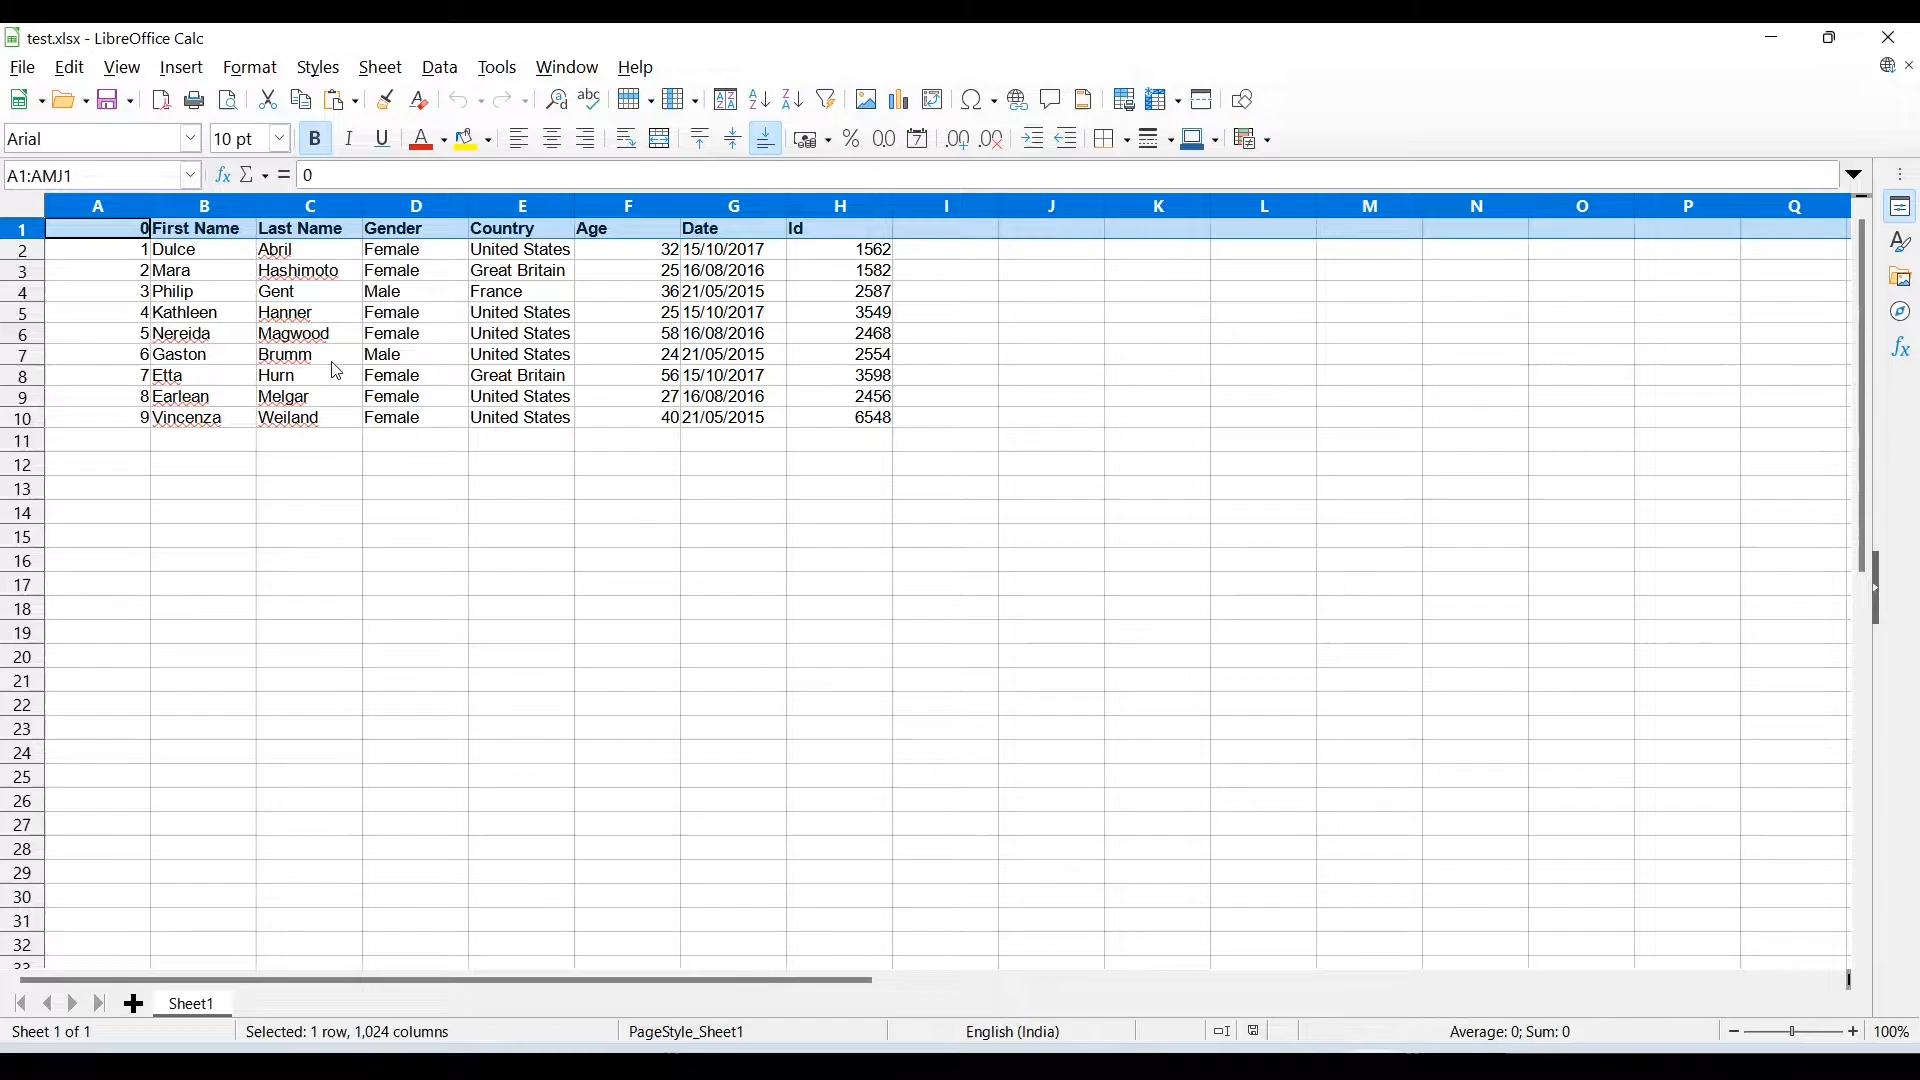 test.xlsx - LibreOffice Calc
File Edit View Insert Format Styles Sheet Data Tools Window Help
Arial 10 pt B I U A
A1:AMJ1 fx Σ = 0
A B C D E F G H I J K L M N O P Q
1 0 First Name Last Name Gender Country Age Date Id
2 1 Dulce Abril Female United States 32 15/10/2017 1562
3 2 Mara Hashimoto Female Great Britain 25 16/08/2016 1582
4 3 Philip Gent Male France 36 21/05/2015 2587
5 4 Kathleen Hanner Female United States 25 15/10/2017 3549
6 5 Nereida Magwood Female United States 58 16/08/2016 2468
7 6 Gaston Brumm Male United States 24 21/05/2015 2554
8 7 Etta Hurn Female Great Britain 56 15/10/2017 3598
9 8 Earlean Melgar Female United States 27 16/08/2016 2456
10 9 Vincenza Weiland Female United States 40 21/05/2015 6548
11
12
13
14
15
16
17
18
19
20
21
22
23
24
25
26
27
28
29
30
31
32
33
Sheet1
Sheet 1 of 1 Selected: 1 row, 1,024 columns PageStyle_Sheet1 English (India) Average: 0; Sum: 0 100%